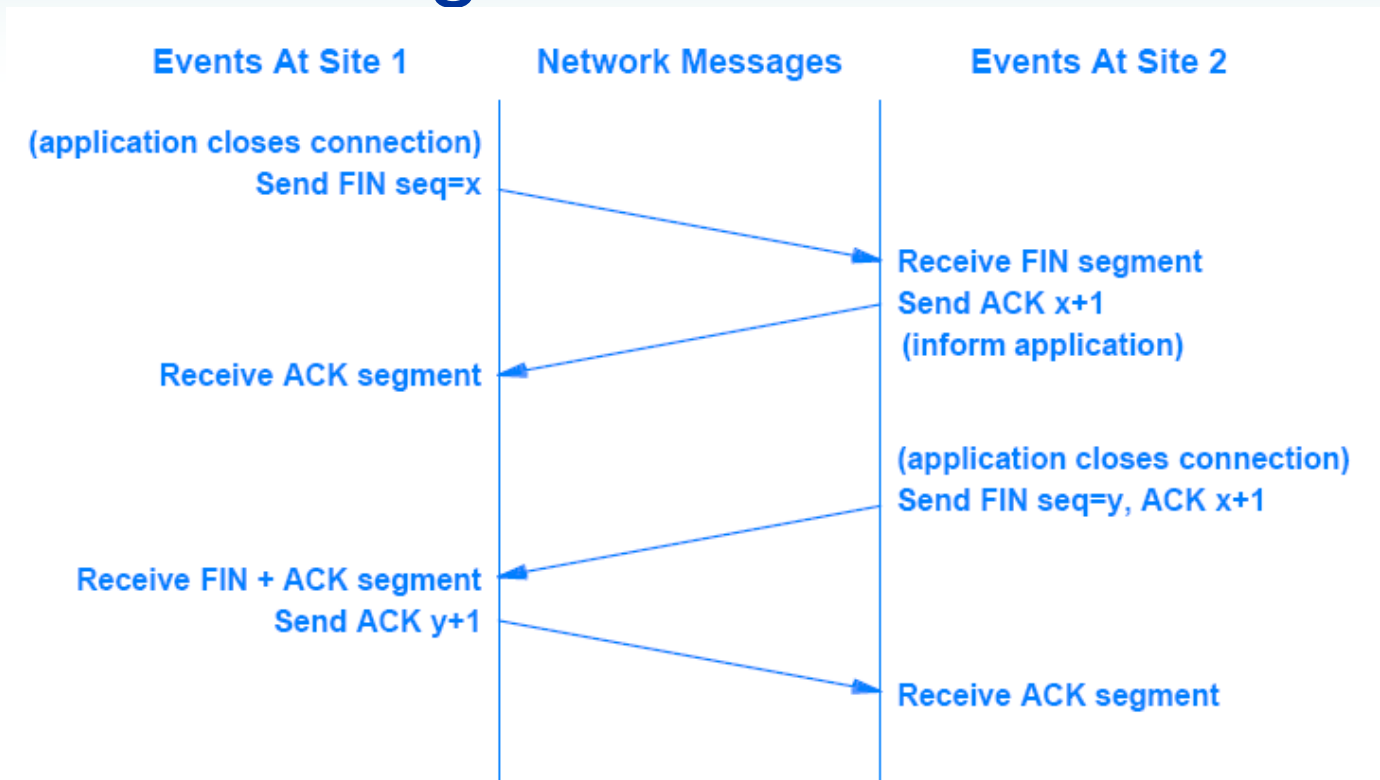 Events At Site 1
Network Messages
Events At Site 2
(application closes connection)
Send FIN seq=x
Receive FIN segment
Send ACK x+1
(inform application)
Receive ACK segment
(application closes connection)
Send FIN seq=y, ACK x+1
Receive FIN + ACK segment
Send ACK y+1
Receive ACK segment